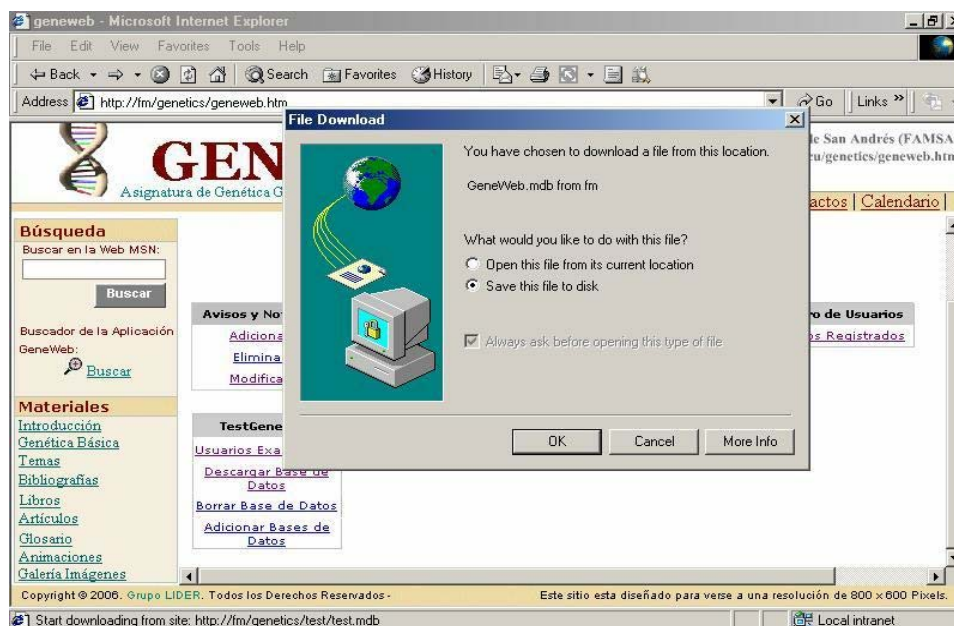 geneweb - Microsoft Internet Explorer
File Edit View Favorites Tools Help
Back Search Favorites History
Address http://fm/genetics/geneweb.htm Go Links »
GEN
Asignatura de Genética G
le San Andrés (FAMSA
cu/genetics/geneweb.htm
actos | Calendario |
File Download
You have chosen to download a file from this location.
GeneWeb.mdb from fm
What would you like to do with this file?
Open this file from its current location
Save this file to disk
Always ask before opening this type of file
OK Cancel More Info
Búsqueda
Buscar en la Web MSN:
Buscar
Buscador de la Aplicación
GeneWeb:
Buscar
Materiales
Introducción
Genética Básica
Temas
Bibliografías
Libros
Artículos
Glosario
Animaciones
Galería Imágenes
Avisos y No
Adiciona
Elimina
Modifica
TestGene
Usuarios Exa
Descargar Base de
Datos
Borrar Base de Datos
Adicionar Bases de
Datos
o de Usuarios
os Registrados
Copyright © 2006. Grupo LIDER. Todos los Derechos Reservados - Este sitio esta diseñado para verse a una resolución de 800 x 600 Pixels.
Start downloading from site: http://fm/genetics/test/test.mdb Local intranet